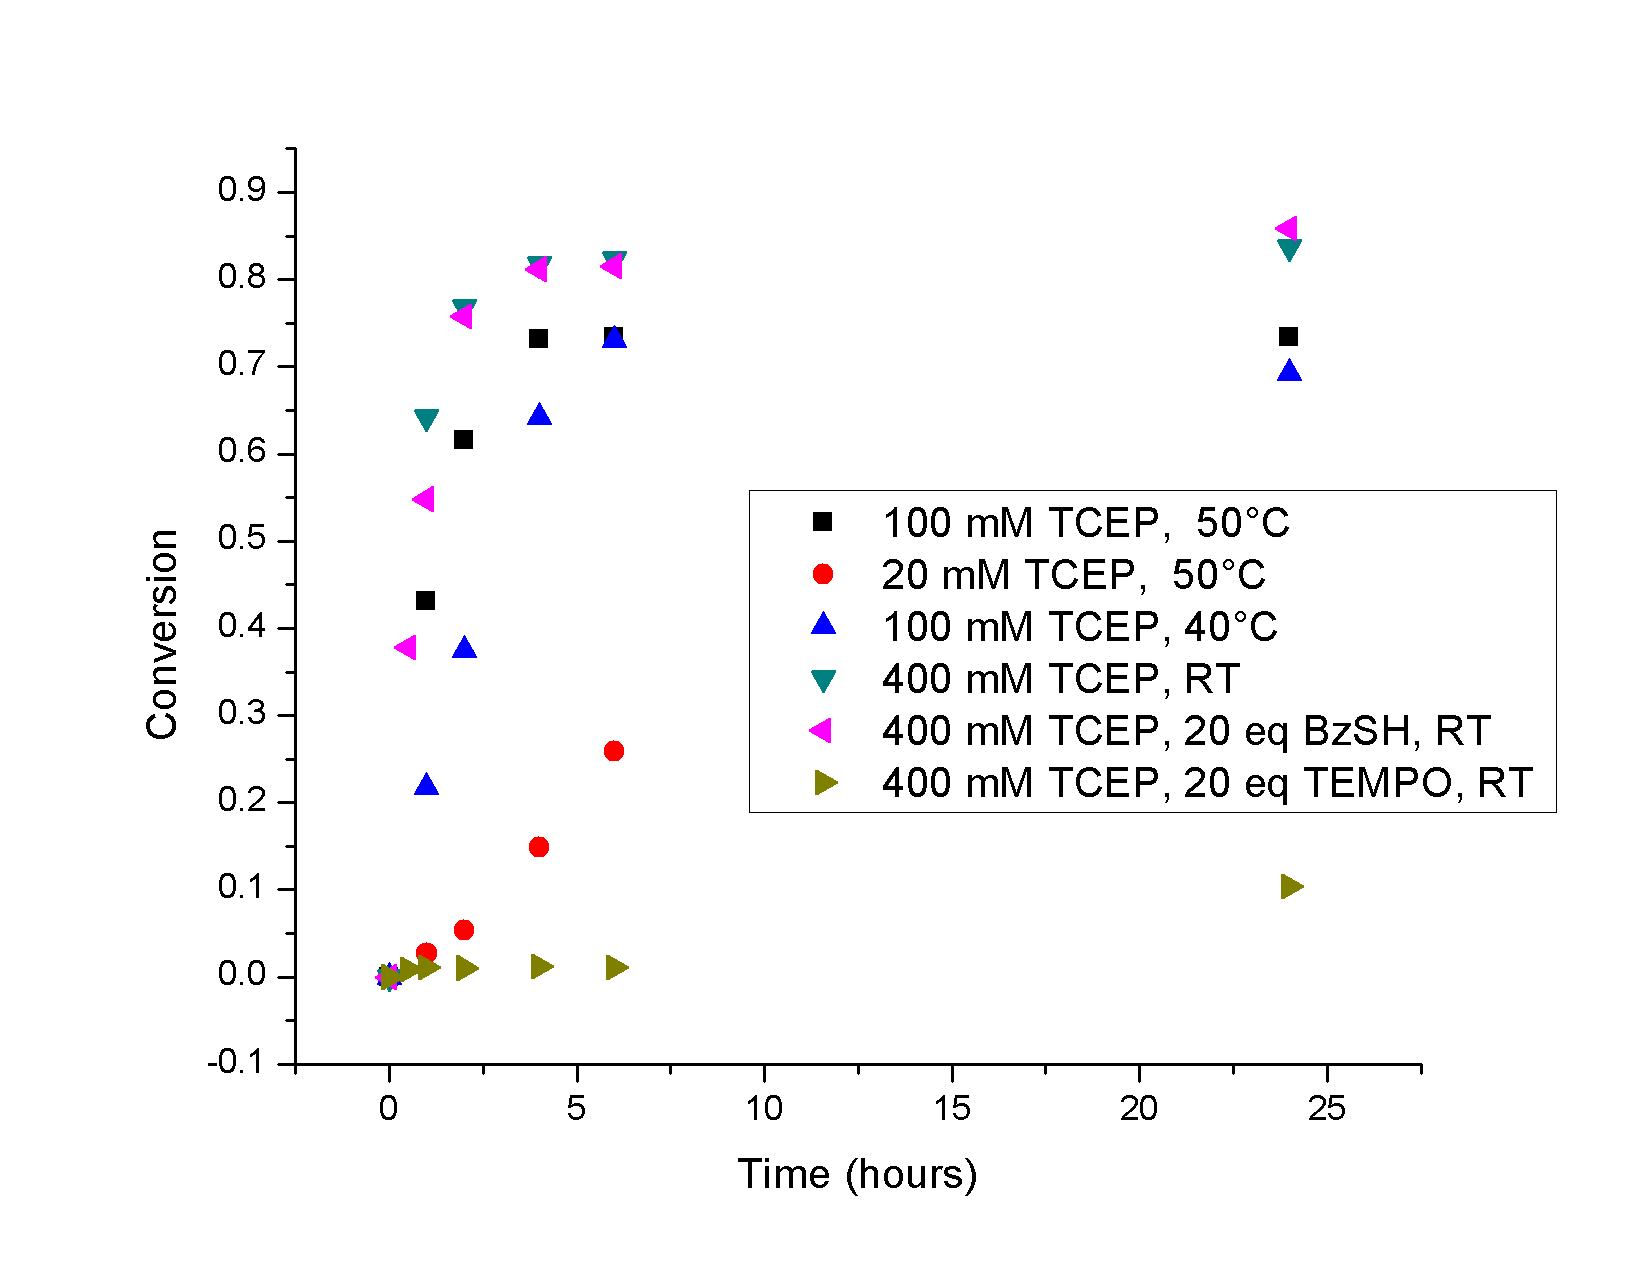 0.9
0.8
0.7
0.6
0.5
0.4
0.3
0.2
0.1
0.0
-0.1
Conversion
100 mM TCEP,  50°C
20 mM TCEP,  50°C
100 mM TCEP, 40°C
400 mM TCEP, RT
400 mM TCEP, 20 eq BzSH, RT
400 mM TCEP, 20 eq TEMPO, RT
0 5 10 15 20 25
Time (hours)